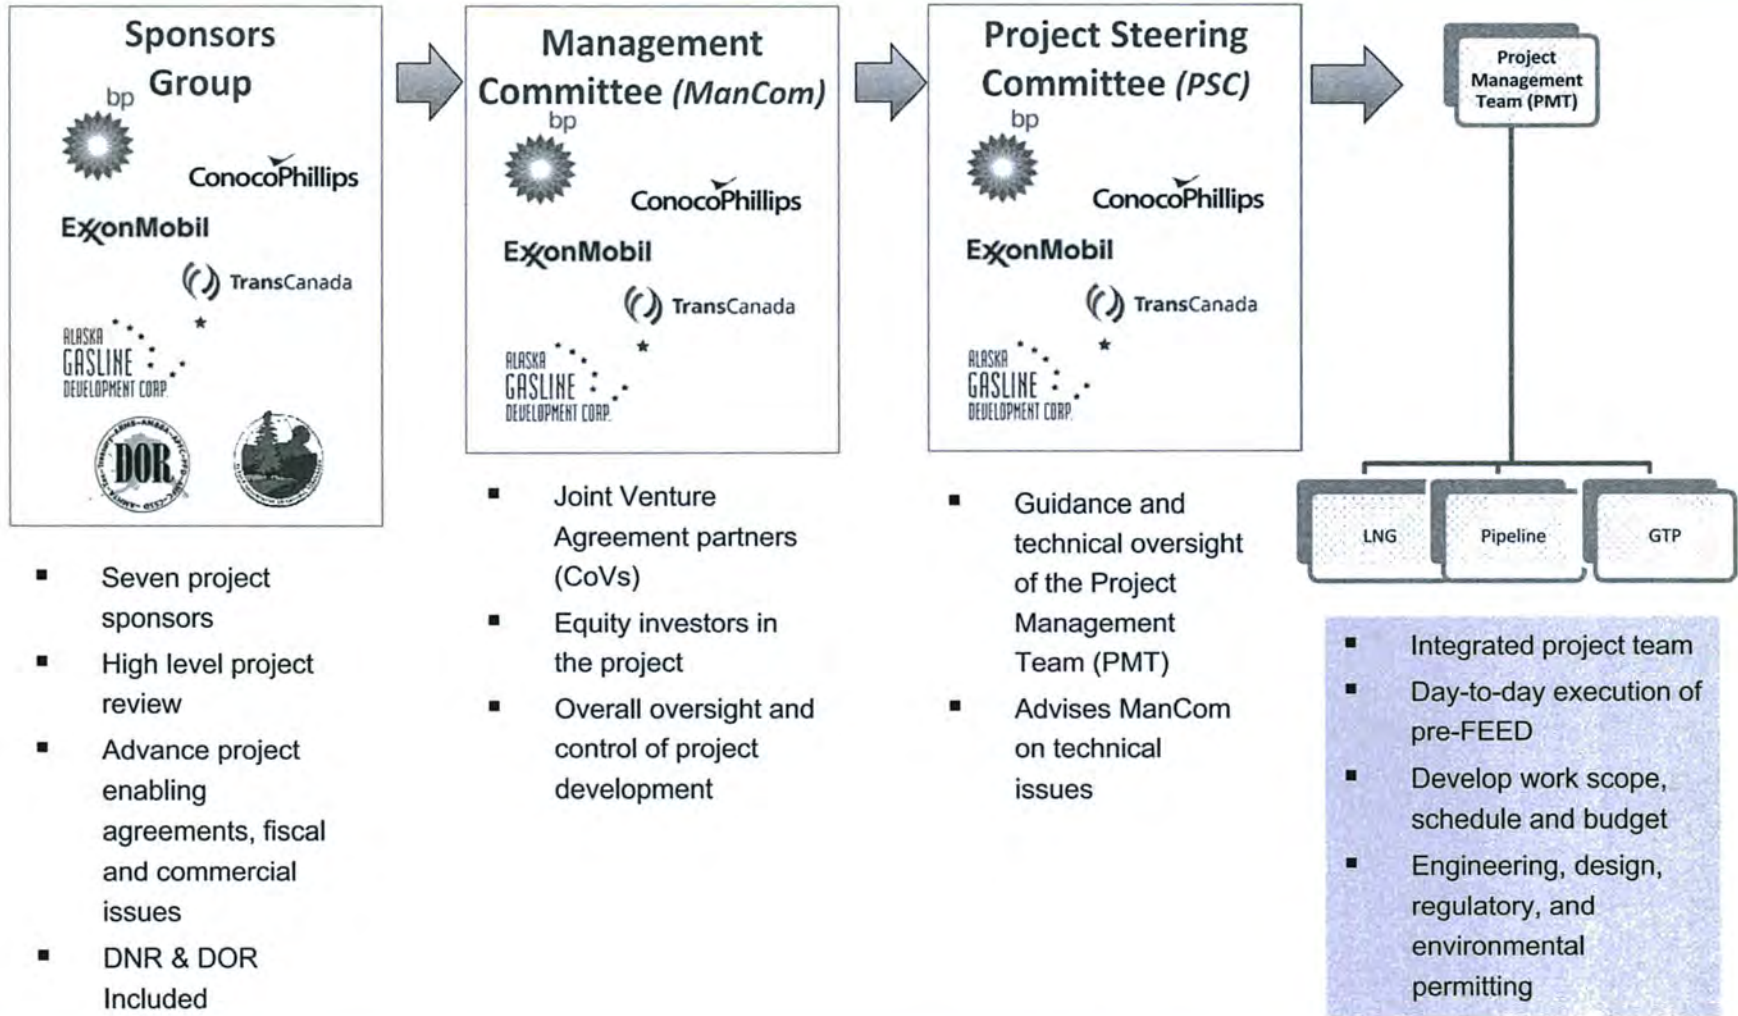 Sponsors
Group
bp
ConocoPhillips
ExxonMobil
TransCanada
ALASKA
GASLINE
DEVELOPMENT CORP.
DOR
▪ Seven project
sponsors
▪ High level project
review
▪ Advance project
enabling
agreements, fiscal
and commercial
issues
▪ DNR & DOR
Included
Management
Committee (ManCom)
bp
ConocoPhillips
ExxonMobil
TransCanada
ALASKA
GASLINE
DEVELOPMENT CORP.
▪ Joint Venture
Agreement partners
(CoVs)
▪ Equity investors in
the project
▪ Overall oversight and
control of project
development
Project Steering
Committee (PSC)
bp
ConocoPhillips
ExxonMobil
TransCanada
ALASKA
GASLINE
DEVELOPMENT CORP.
▪ Guidance and
technical oversight
of the Project
Management
Team (PMT)
▪ Advises ManCom
on technical
issues
Project
Management
Team (PMT)
LNG
Pipeline
GTP
▪ Integrated project team
▪ Day-to-day execution of
pre-FEED
▪ Develop work scope,
schedule and budget
▪ Engineering, design,
regulatory, and
environmental
permitting